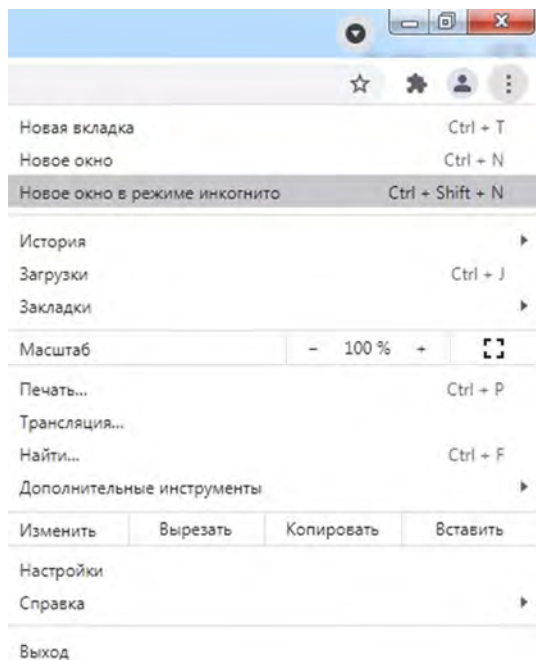 Новая вкладка Ctrl + T
Новое окно Ctrl + N
Новое окно в режиме инкогнито Ctrl + Shift + N
История
Загрузки Ctrl + J
Закладки
Масштаб - 100 % +
Печать... Ctrl + P
Трансляция...
Найти... Ctrl + F
Дополнительные инструменты
Изменить Вырезать Копировать Вставить
Настройки
Справка
Выход